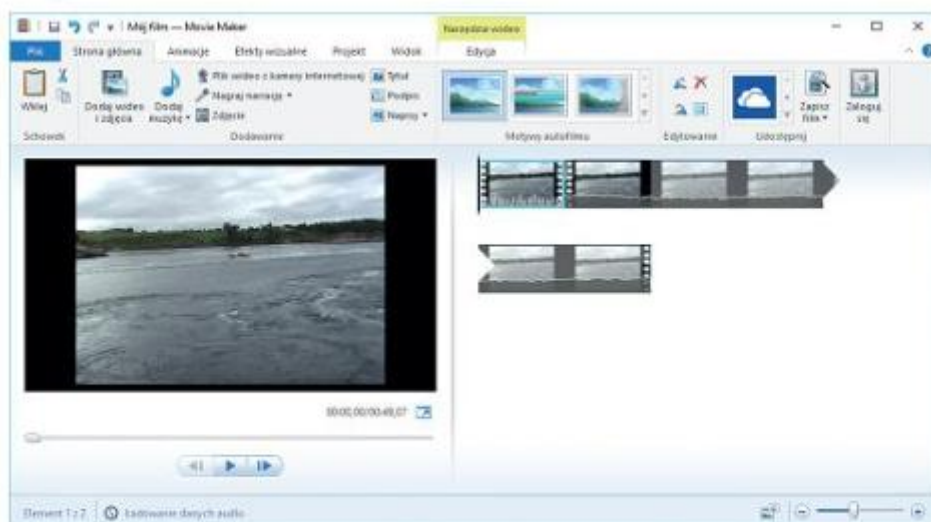 Mój film — Movie Maker
Narzędzia wideo
Plik
Strona główna
Animacje
Efekty wizualne
Projekt
Widok
Edycja
Wklej
Dodaj wideo i zdjęcia
Dodaj muzykę
Plik wideo z kamery internetowej
Nagraj narrację
Zdjęcie
Tytuł
Podpis
Napisy
Zapisz film
Zaloguj się
Schowek
Dodawanie
Motywy autofilmu
Edytowanie
Udostępnij
00:00,00/00:49,07
Element 1 z 2
Ładowanie danych audio